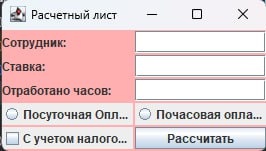 Расчетный лист
Сотрудник:
Ставка:
Отработано часов:
Посуточная Опл...
Почасовая опла...
С учетом налого...
Рассчитать